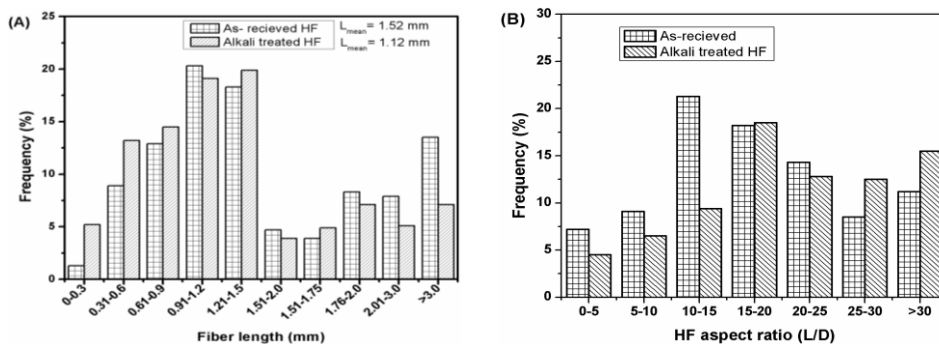 (A)
As- recieved HF L_mean = 1.52 mm
Alkali treated HF L_mean = 1.12 mm
Frequency (%)
25
20
15
10
5
0
0-0.3 0.31-0.6 0.61-0.9 0.91-1.2 1.21-1.5 1.51-2.0 1.51-1.75 1.76-2.0 2.01-3.0 >3.0
Fiber length (mm)
(B)
As-recieved
Alkali treated HF
Frequency (%)
30
25
20
15
10
5
0
0-5 5-10 10-15 15-20 20-25 25-30 >30
HF aspect ratio (L/D)